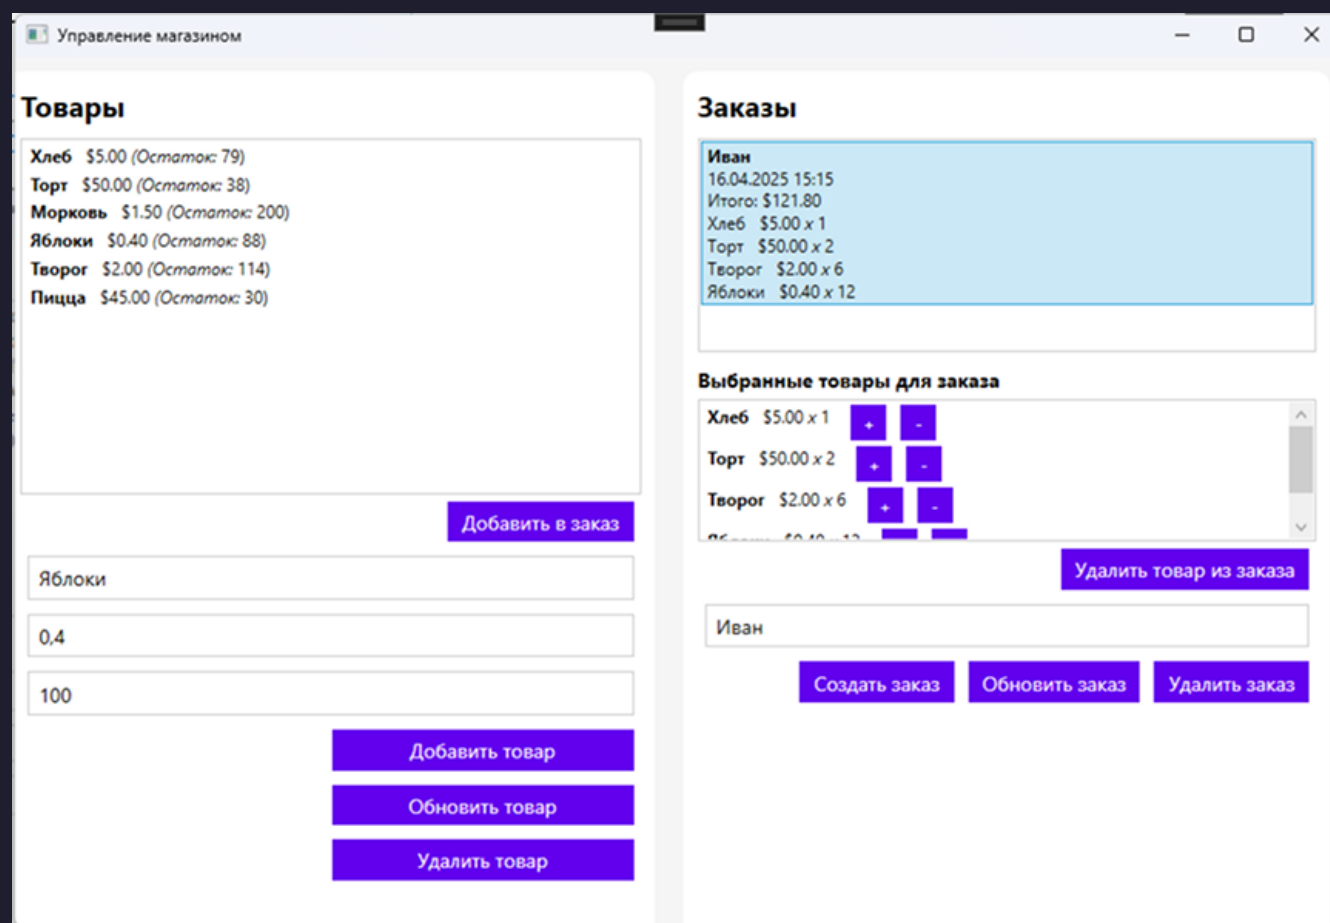 Управление магазином
Товары
Хлеб $5.00 (Остаток: 79)
Торт $50.00 (Остаток: 38)
Морковь $1.50 (Остаток: 200)
Яблоки $0.40 (Остаток: 88)
Творог $2.00 (Остаток: 114)
Пицца $45.00 (Остаток: 30)
Добавить в заказ
Яблоки
0,4
100
Добавить товар
Обновить товар
Удалить товар
Заказы
Иван
16.04.2025 15:15
Итого: $121.80
Хлеб $5.00 x 1
Торт $50.00 x 2
Творог $2.00 x 6
Яблоки $0.40 x 12
Выбранные товары для заказа
Хлеб $5.00 x 1 + -
Торт $50.00 x 2 + -
Творог $2.00 x 6 + -
Яблоки $0.40 x 12
Удалить товар из заказа
Иван
Создать заказ Обновить заказ Удалить заказ